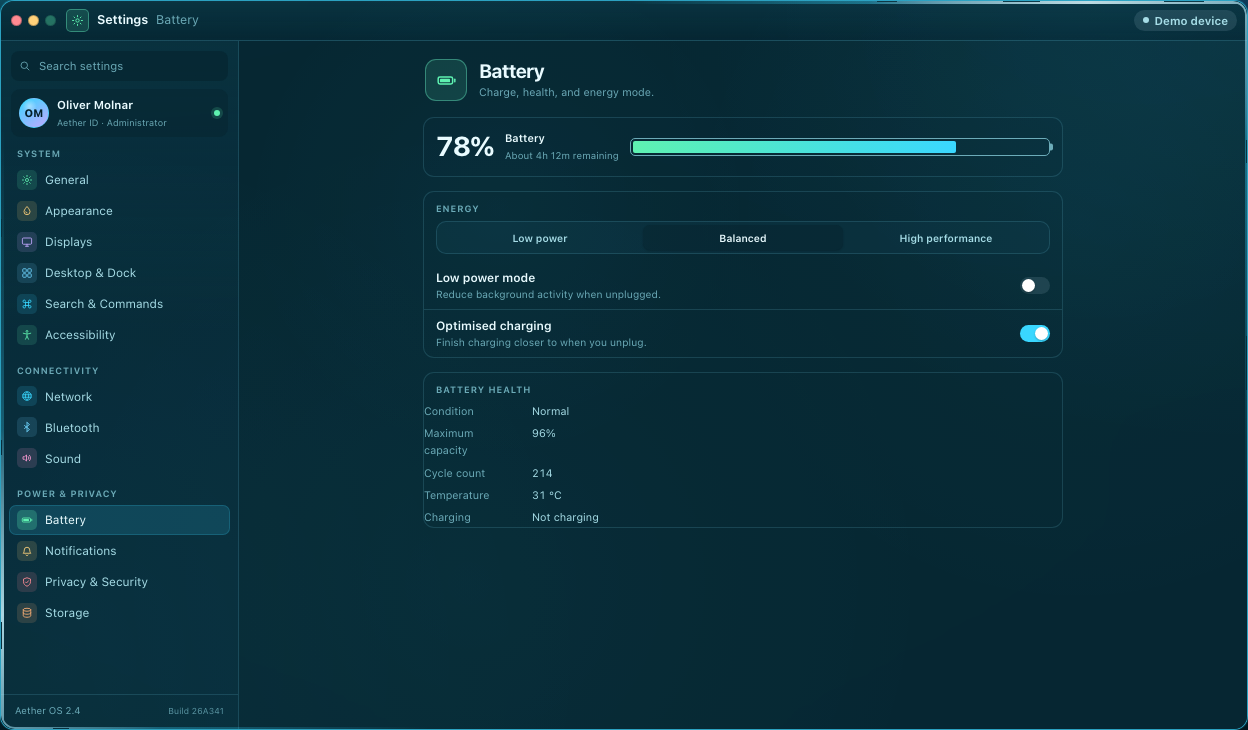 Settings Battery
Demo device
Search settings
OM
Oliver Molnar
Aether ID · Administrator
SYSTEM
General
Appearance
Displays
Desktop & Dock
Search & Commands
Accessibility
CONNECTIVITY
Network
Bluetooth
Sound
POWER & PRIVACY
Battery
Notifications
Privacy & Security
Storage
Aether OS 2.4
Build 26A341
Battery
Charge, health, and energy mode.
78%
Battery
About 4h 12m remaining
ENERGY
Low power
Balanced
High performance
Low power mode
Reduce background activity when unplugged.
Optimised charging
Finish charging closer to when you unplug.
BATTERY HEALTH
Condition Normal
Maximum 96%
capacity
Cycle count 214
Temperature 31 °C
Charging Not charging